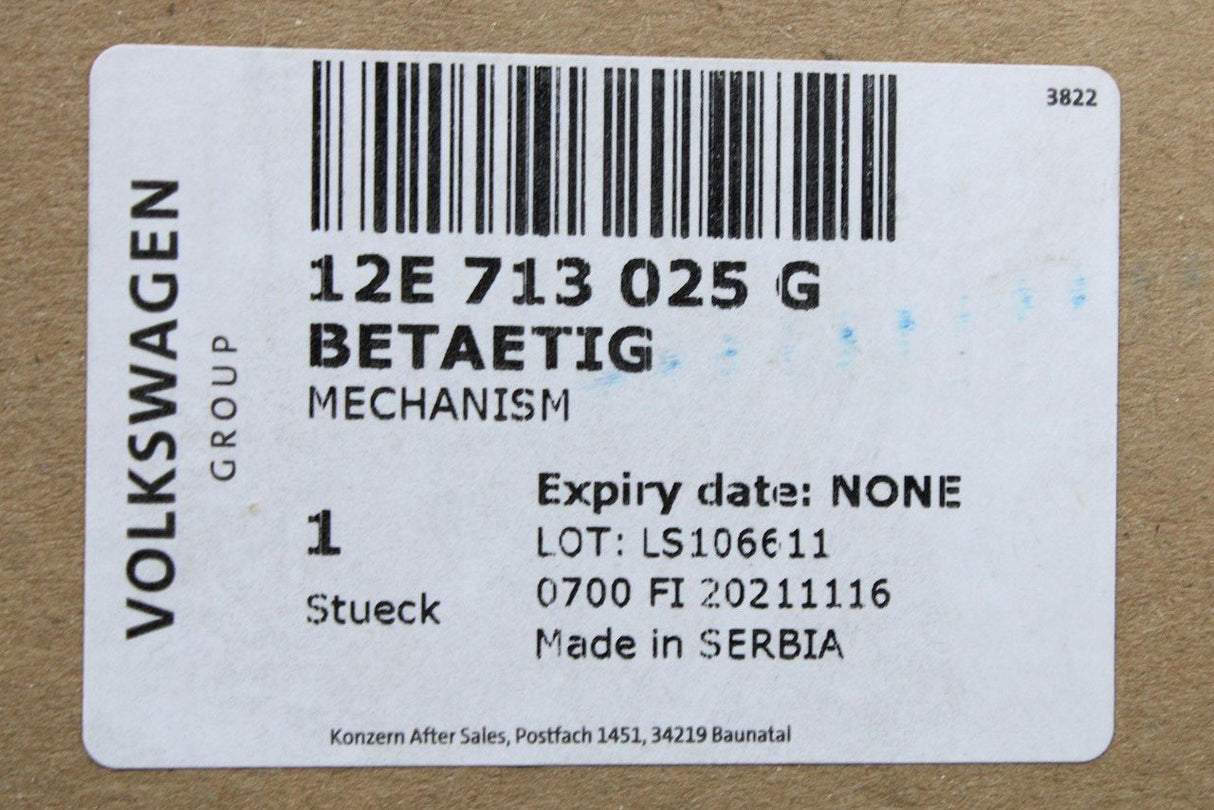 VOLKSWAGEN
GROUP
3822
12E 713 025 G
BETAETIG
MECHANISM
1
Stueck
Expiry date: NONE
LOT: LS106611
0700 FI 20211116
Made in SERBIA
Konzern After Sales, Postfach 1451, 34219 Baunatal